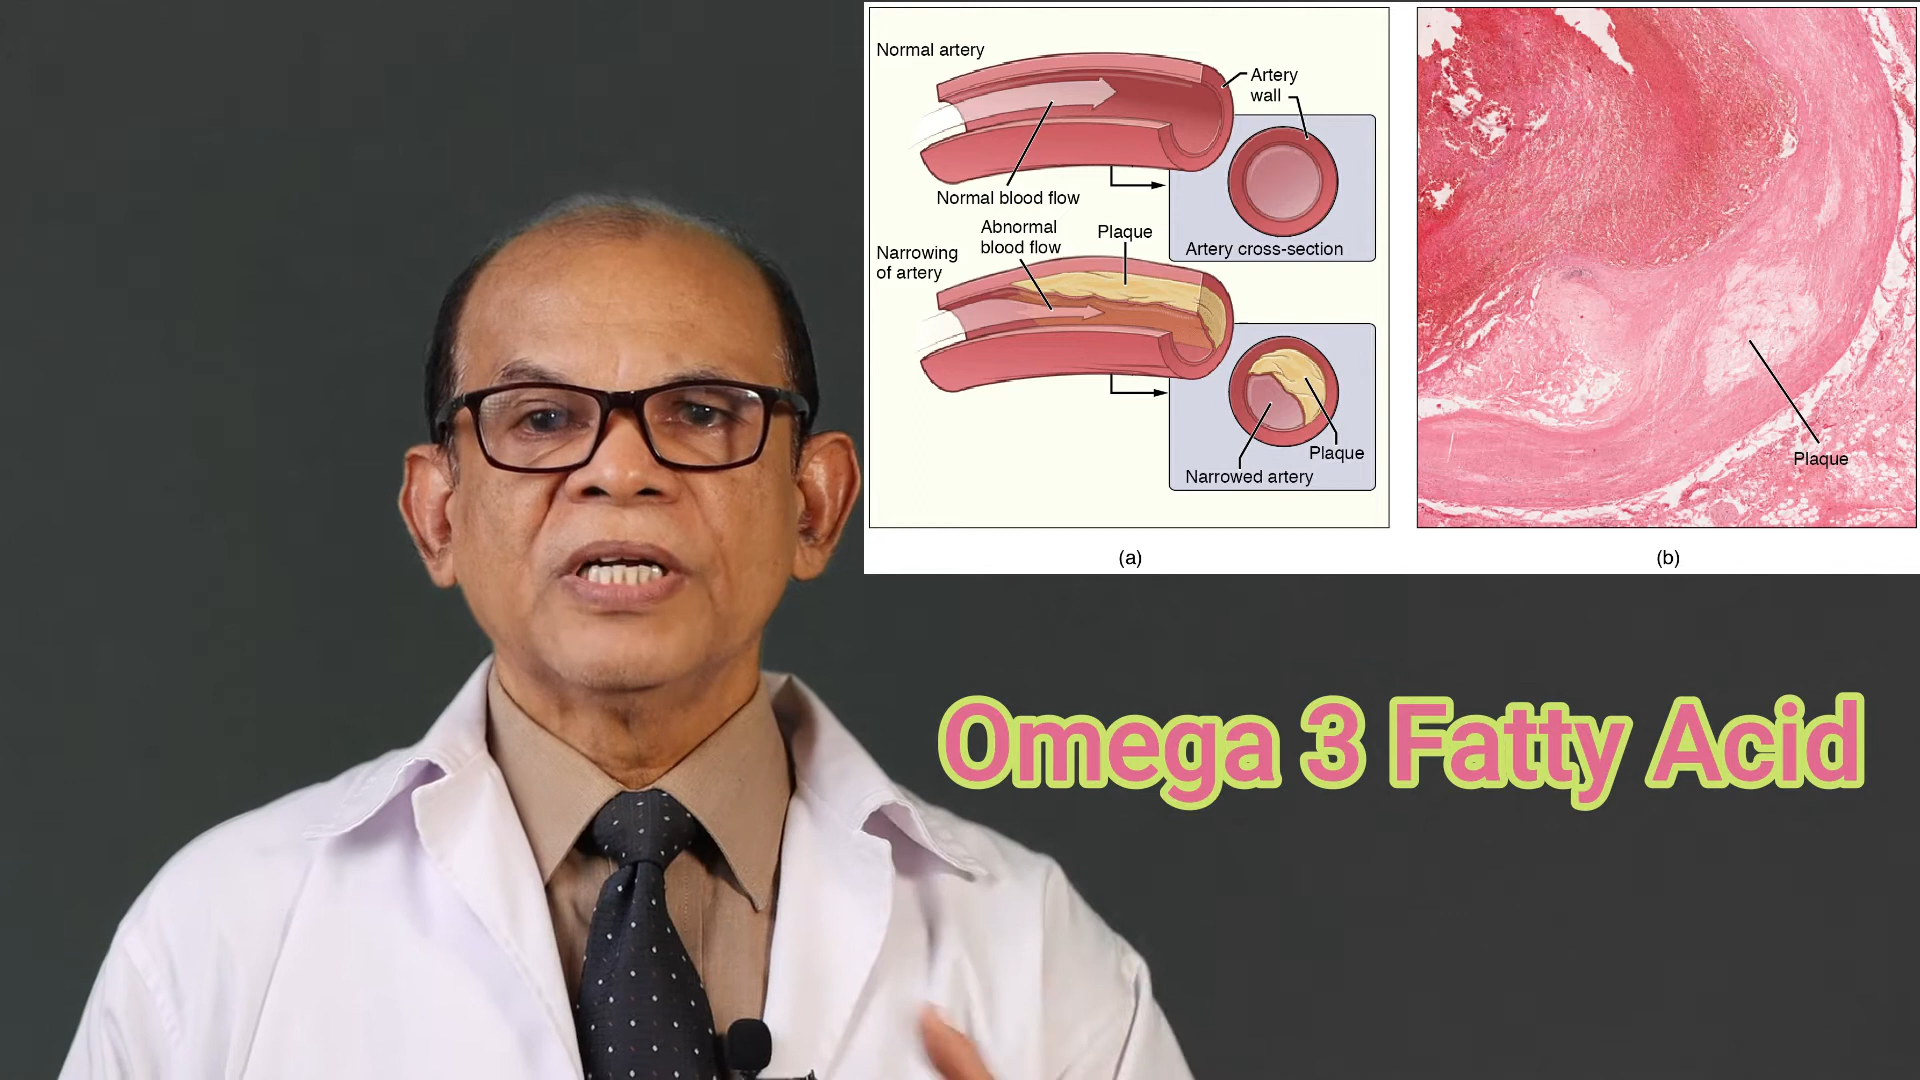 Normal artery
Artery
wall
Normal blood flow
Artery cross-section
Abnormal
blood flow
Plaque
Narrowing
of artery
Plaque
Narrowed artery
(a)
Plaque
(b)
Omega 3 Fatty Acid